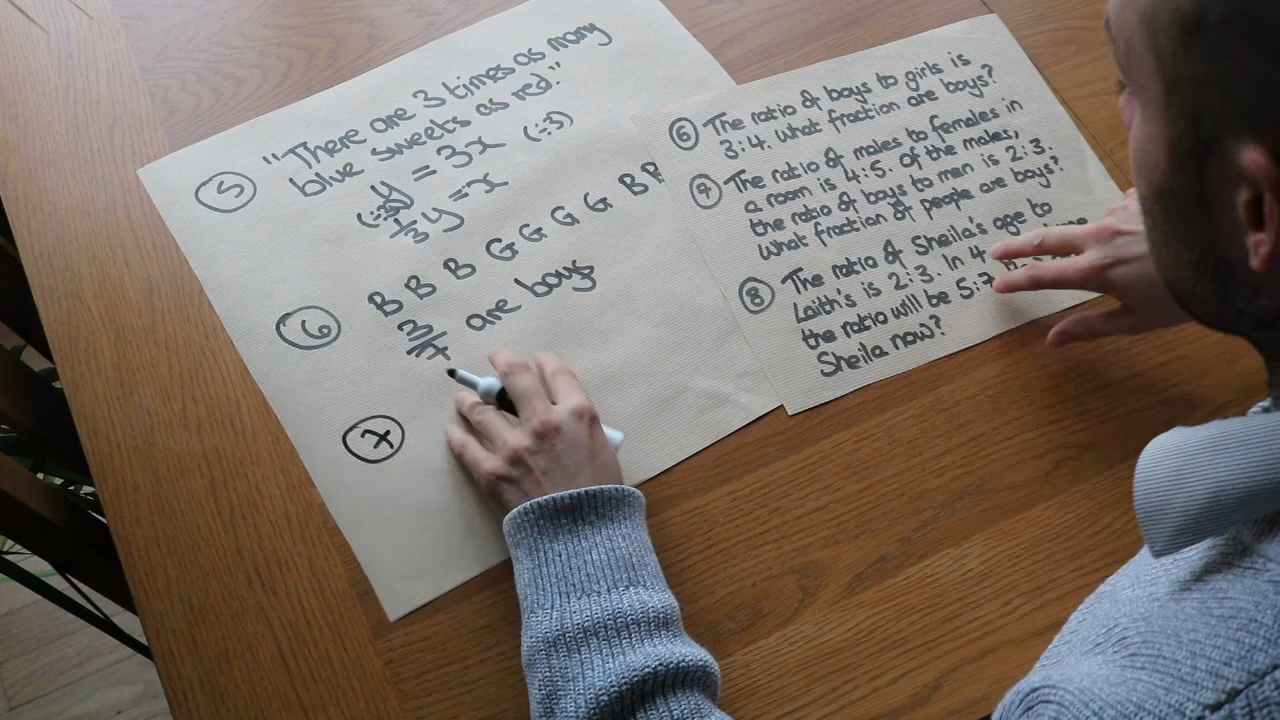 5 "There are 3 times as many
blue sweets as red."
y = 3x (÷3)
(÷3) 1/3 y = x
6 B B B G G G G B B
3/7 are boys
7
6 The ratio of boys to girls is
3:4. What fraction are boys?
7 The ratio of males to females in
a room is 4:5. Of the males,
the ratio of boys to men is 2:3.
What fraction of people are boys?
8 The ratio of Sheila's age to
Laith's is 2:3. In 4
the ratio will be 5:7.
Sheila now?